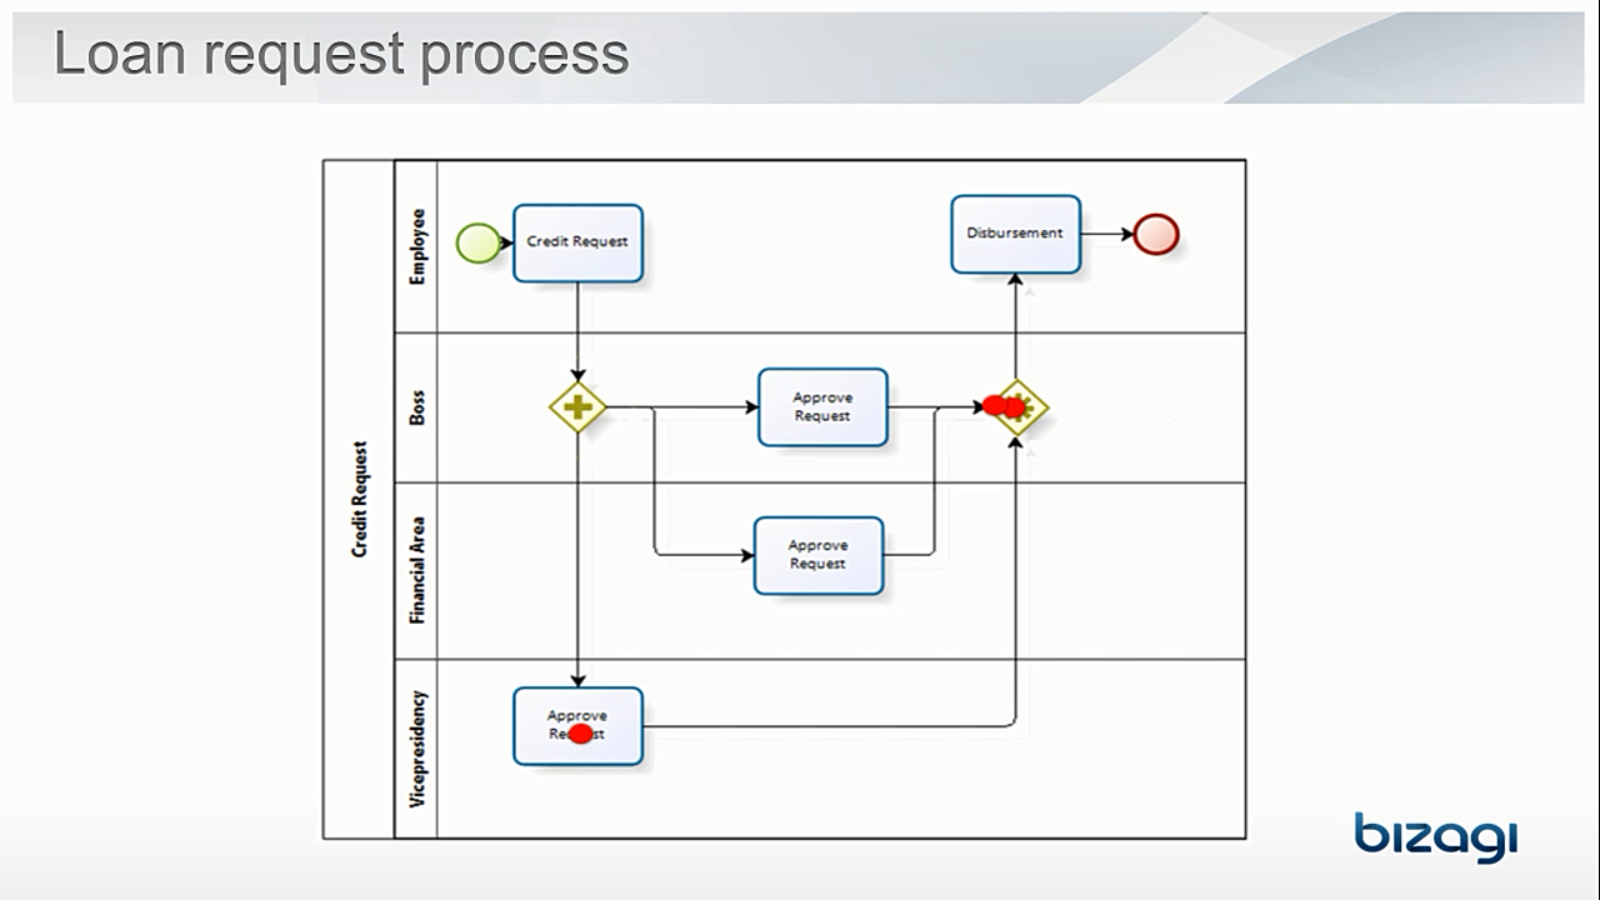 Loan request process
Credit Request
Employee
Credit Request
Disbursement
Boss
Approve
Request
Financial Area
Approve
Request
Vicepresidency
Approve
Request
bizagi